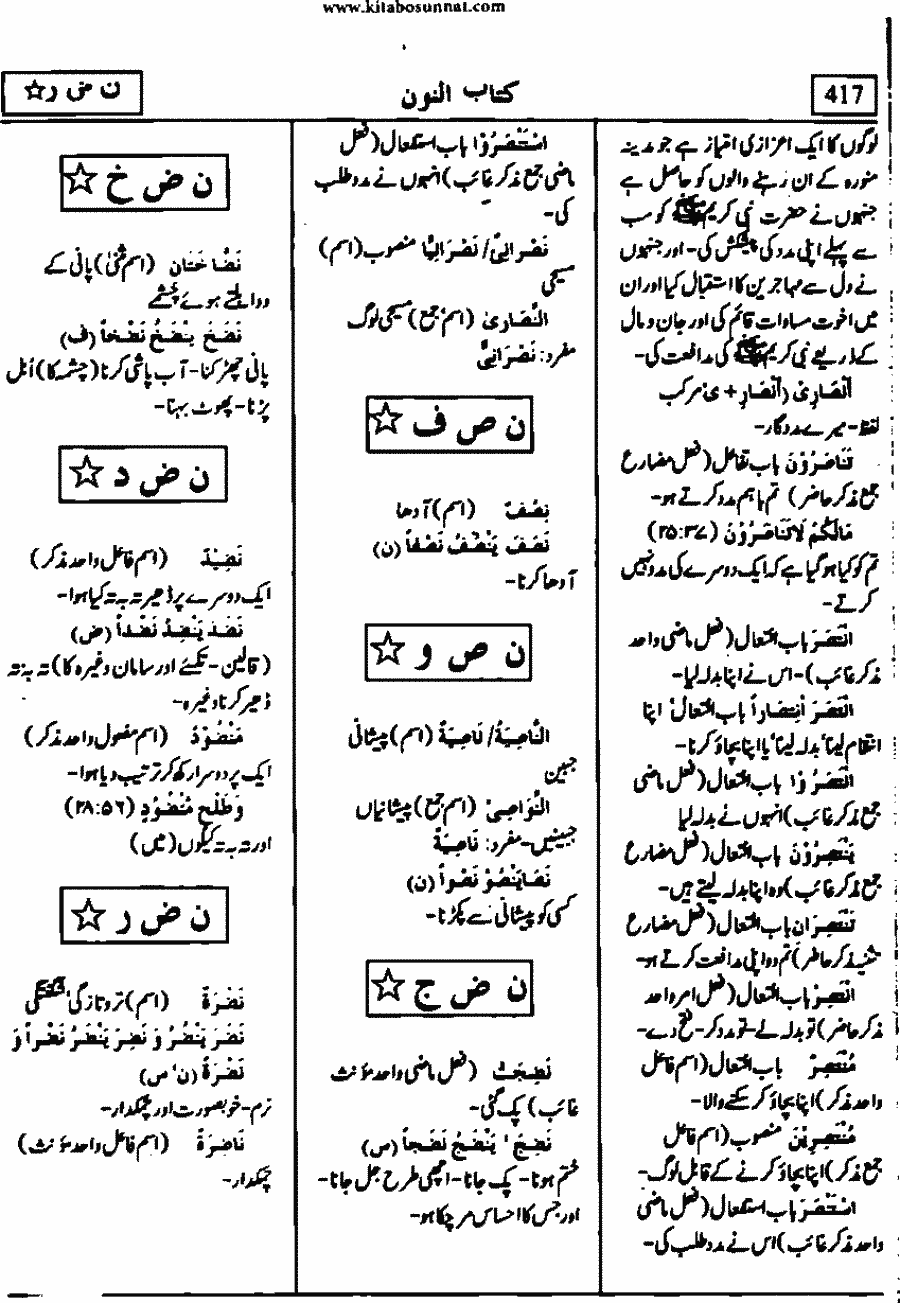 www.kitabosunnat.com
417
کتاب النون
ن ض ر ☆
لوگوں کا ایک اعزازی امتیاز ہے جو مدینہ
منورہ کے ان رہنے والوں کو حاصل ہے
جنہوں نے حضرت نبی کریم ﷺ کو سب
سے پہلے اپنی مدد کی پیشکش کی- اور جنہوں
نے دل سے مہاجرین کا استقبال کیا اور ان
میں اخوت مساوات قائم کی اور جان و مال
کے ذریعے نبی کریم ﷺ کی مدافعت کی-
أَنْصَارِیْ (أَنْصَارِ + ی) مرکب
لفظ- میرے مددگار-
تَنَاصَرُوْنَ باب تفاعل (فعل مضارع
جمع مذکر حاضر) تم باہم مدد کرتے ہو-
مَالَکُمْ لَا تَنَاصَرُوْنَ (۲۵:۳۷)
تم کو کیا ہو گیا ہے کہ ایک دوسرے کی مدد نہیں
کرتے-
اِنْتَصَرَ باب افتعال (فعل ماضی واحد
مذکر غائب)- اس نے اپنا بدلہ لیا-
اِنْتَصَرَ اِنْتِصَاراً باب افتعال' اپنا
انتقام لینا' بدلہ لینا' یا اپنا بچاؤ کرنا-
اِنْتَصَرُوْا باب افتعال (فعل ماضی
جمع مذکر غائب) انہوں نے بدلہ لیا
یَنْتَصِرُوْنَ باب افتعال (فعل مضارع
جمع مذکر غائب) وہ اپنا بدلہ لیتے ہیں-
تَنْتَصِرَانِ باب افتعال (فعل مضارع
تثنیہ مذکر حاضر) تم دو اپنی مدافعت کرتے ہو-
اِنْتَصِرْ باب افتعال (فعل امر واحد
مذکر حاضر) تو بدلہ لے- تو مدد کر- فتح دے-
مُنْتَصِرٌ باب افتعال (اسم فاعل
واحد مذکر) اپنا بچاؤ کر سکنے والا-
مُنْتَصِرِیْنَ منصوب (اسم فاعل
جمع مذکر) اپنا بچاؤ کرنے کے قابل لوگ-
اِسْتَنْصَرَ باب استفعال (فعل ماضی
واحد مذکر غائب) اس نے مدد طلب کی-
اِسْتَنْصَرُوْا باب استفعال (فعل
ماضی جمع مذکر غائب) انہوں نے مدد طلب
کی-
نَصْرَانِیٌّ/ نَصْرَانِیًّا منصوب (اسم)
مسیحی
النَّصَاریٰ (اسم جمع) مسیحی لوگ
مفرد: نَصْرَانِیٌّ
ن ص ف ☆
نِصْفٌ (اسم) آدھا
نَصَفَ یَنْصُفُ نَصْفاً (ن)
آدھا کرنا-
ن ص و ☆
النَّاصِیَةُ/ نَاصِیَةٌ (اسم) پیشانی
جبین
النَّوَاصِیْ (اسم جمع) پیشانیاں
جبینیں- مفرد: نَاصِیَةٌ
نَصَا یَنْصُوْ نَصْواً (ن)
کسی کو پیشانی سے پکڑنا-
ن ض ج ☆
نَضِجَتْ (فعل ماضی واحد مؤنث
غائب) پک گئی-
نَضِجَ' یَنْضَجُ نَضْجاً (س)
ختم ہونا- پک جانا- اچھی طرح جل جانا-
اور جس کا احساس مر چکا ہو-
ن ض خ ☆
نَضَّاخَتَانِ (اسم تثنیٰ) پانی کے
دو ابلتے ہوئے چشمے
نَضَخَ یَنْضَخُ نَضْخاً (ف)
پانی چھڑکنا- آب پاشی کرنا (چشمہ کا) اُبل
پڑنا- پھوٹ بہنا-
ن ض د ☆
نَضِیْدٌ (اسم فاعل واحد مذکر)
ایک دوسرے پر ڈھیر تہ بہ تہ کیا ہوا-
نَضَدَ یَنْضِدُ نَضْداً (ض)
(قالین- تکئے اور سامان وغیرہ کا) تہ بہ تہ
ڈھیر کرنا وغیرہ-
مَنْضُوْدٌ (اسم مفعول واحد مذکر)
ایک پر دوسرا رکھ کر ترتیب دیا ہوا-
وَطَلْحٍ مَّنْضُوْدٍ (۲۸:۵۶)
اور تہ بہ تہ کیلوں (میں)
ن ض ر ☆
نَضْرَةٌ (اسم) تروتازگی'
نَضَرَ یَنْضُرُ وَ نَضِرَ یَنْضَرُ نَضْراً وَ
نَضْرَةً (ن' س)
نرم- خوبصورت اور چمکدار-
نَاضِرَةٌ (اسم فاعل واحد مؤنث)
چمکدار-